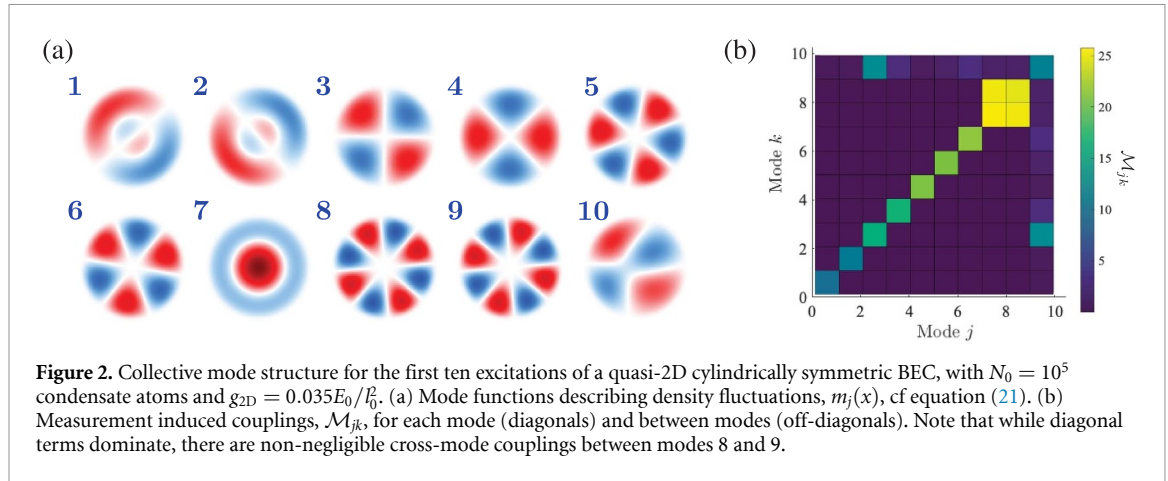 (a)
1 2 3 4 5
6 7 8 9 10
(b)
10
8
6
4
2
0
0 2 4 6 8 10
Mode k
Mode j
25
20
15
10
5
𝓜jk
Figure 2. Collective mode structure for the first ten excitations of a quasi-2D cylindrically symmetric BEC, with N₀ = 10⁵
condensate atoms and g₂D = 0.035E₀/l₀². (a) Mode functions describing density fluctuations, mⱼ(x), cf equation (21). (b)
Measurement induced couplings, 𝓜jk, for each mode (diagonals) and between modes (off-diagonals). Note that while diagonal
terms dominate, there are non-negligible cross-mode couplings between modes 8 and 9.